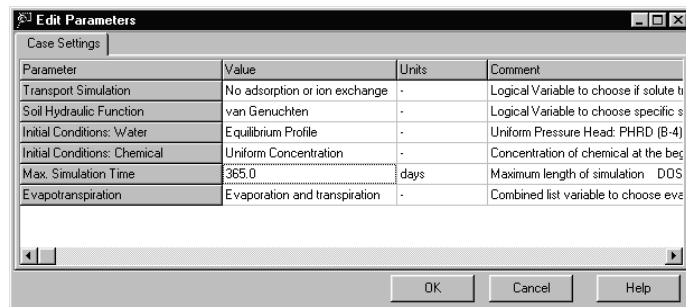 Edit Parameters
Case Settings
Parameter Value Units Comment
Transport Simulation No adsorption or ion exchange - Logical Variable to choose if solute
Soil Hydraulic Function van Genuchten - Logical Variable to choose specific s
Initial Conditions: Water Equilibrium Profile - Uniform Pressure Head: PHRD (B-4)
Initial Conditions: Chemical Uniform Concentration - Concentration of chemical at the beg
Max. Simulation Time 365.0 days Maximum length of simulation DOS
Evapotranspiration Evaporation and transpiration - Combined list variable to choose eva
OK Cancel Help